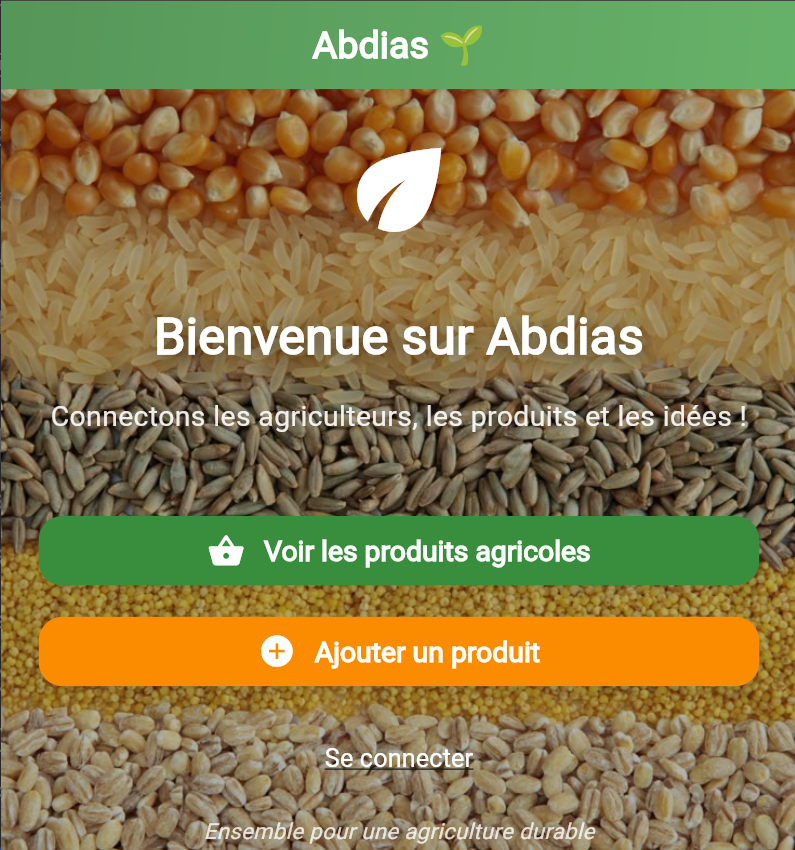 Abdias 🌱
Bienvenue sur Abdias
Connectons les agriculteurs, les produits et les idées !
Voir les produits agricoles
Ajouter un produit
Se connecter
Ensemble pour une agriculture durable